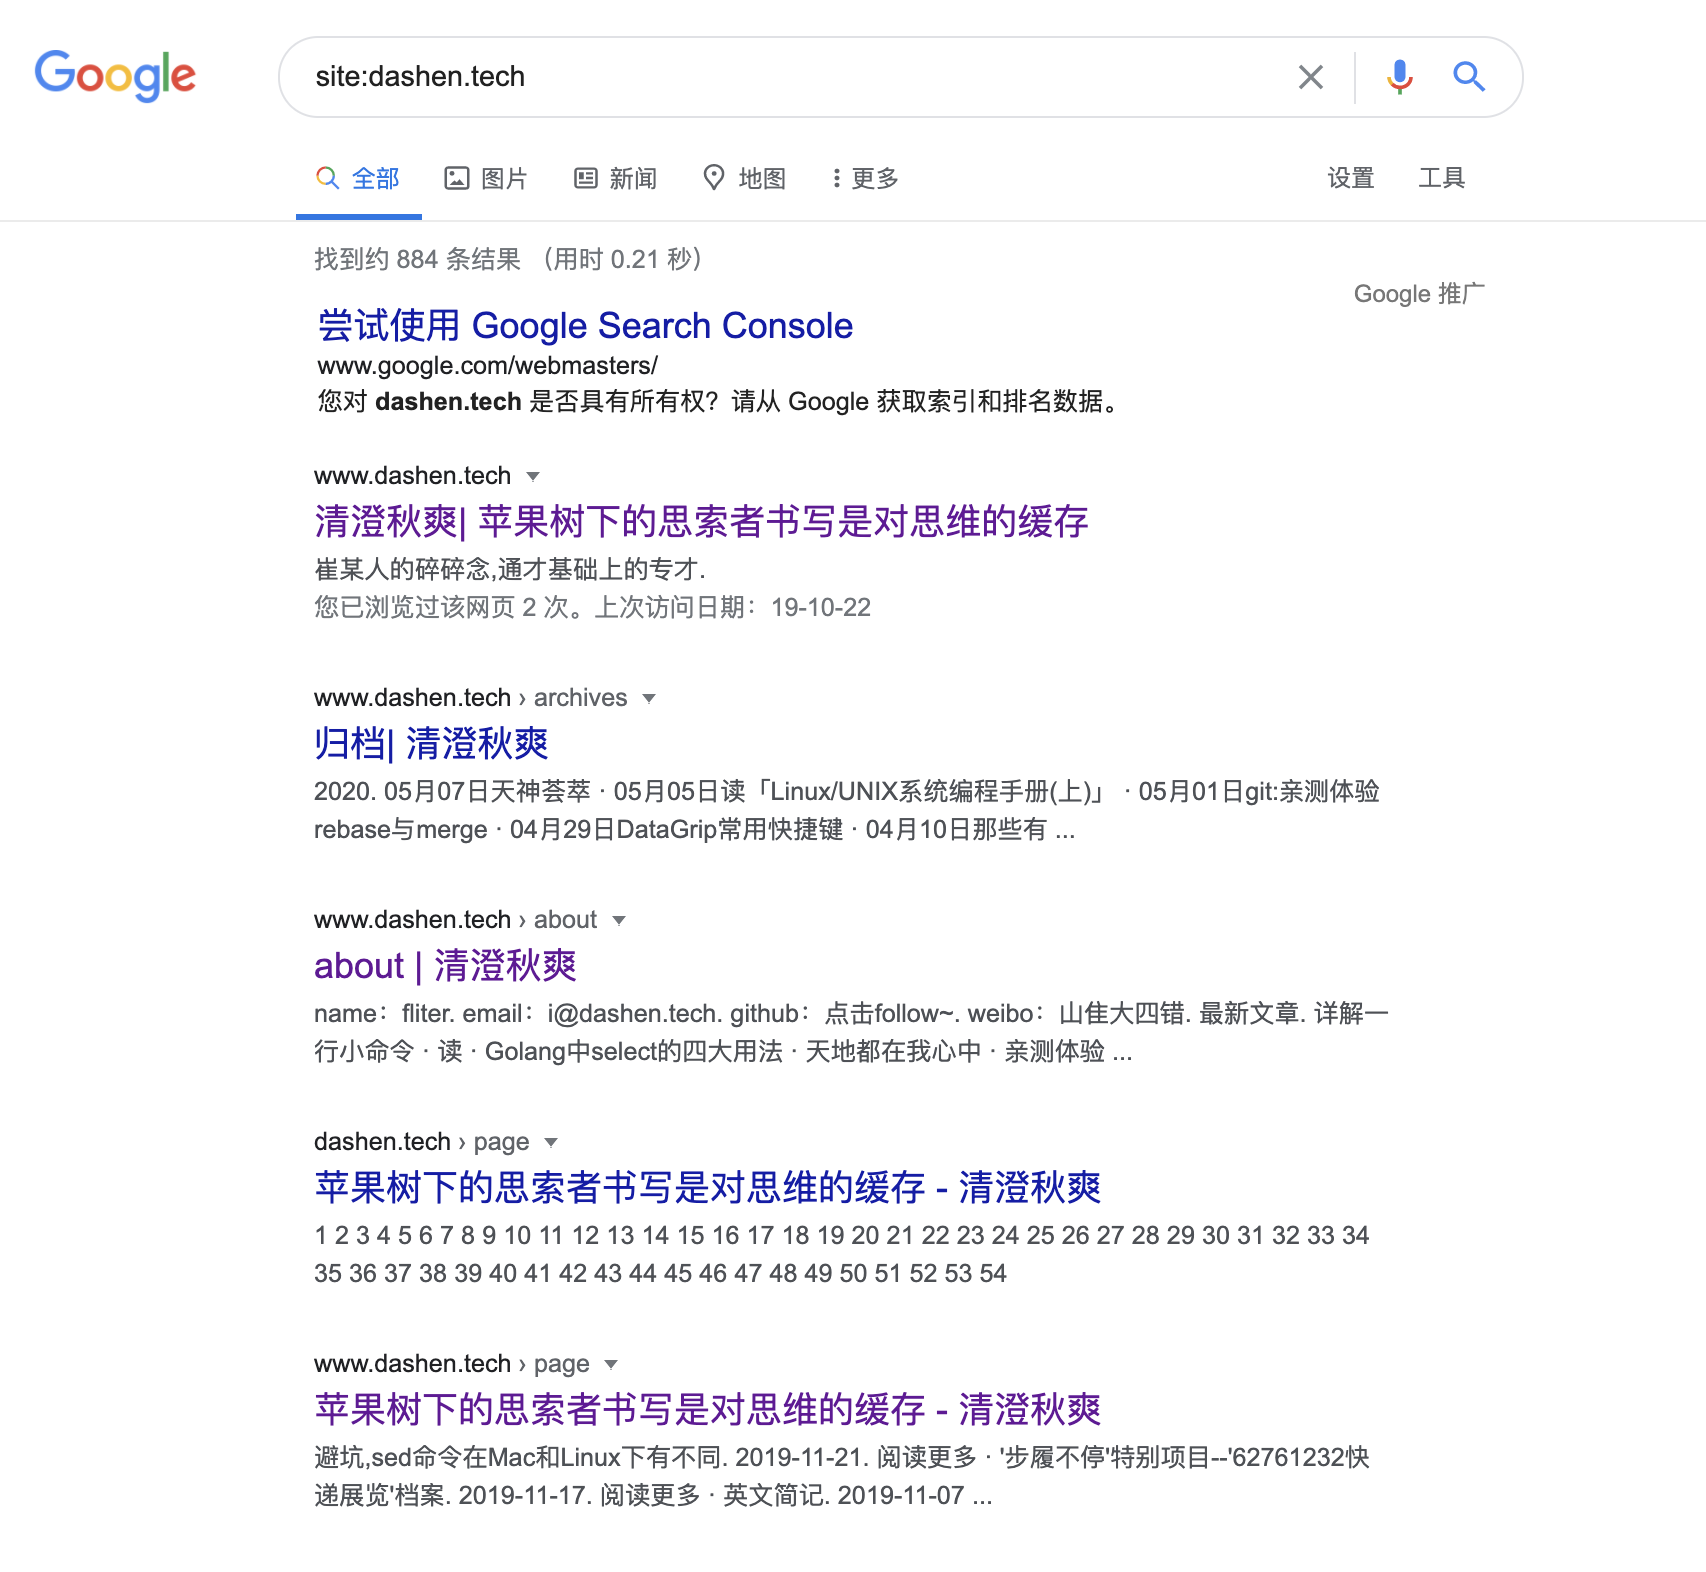 Google
site:dashen.tech
全部 图片 新闻 地图 更多 设置 工具
找到约 884 条结果 （用时 0.21 秒）
Google 推广
尝试使用 Google Search Console
www.google.com/webmasters/
您对 dashen.tech 是否具有所有权？请从 Google 获取索引和排名数据。
www.dashen.tech
清澄秋爽| 苹果树下的思索者书写是对思维的缓存
崔某人的碎碎念,通才基础上的专才.
您已浏览过该网页 2 次。上次访问日期：19-10-22
www.dashen.tech › archives
归档| 清澄秋爽
2020. 05月07日天神荟萃 · 05月05日读「Linux/UNIX系统编程手册(上)」 · 05月01日git:亲测体验
rebase与merge · 04月29日DataGrip常用快捷键 · 04月10日那些有 ...
www.dashen.tech › about
about | 清澄秋爽
name：fliter. email：i@dashen.tech. github：点击follow~. weibo：山隹大四错. 最新文章. 详解一
行小命令 · 读 · Golang中select的四大用法 · 天地都在我心中 · 亲测体验 ...
dashen.tech › page
苹果树下的思索者书写是对思维的缓存 - 清澄秋爽
1 2 3 4 5 6 7 8 9 10 11 12 13 14 15 16 17 18 19 20 21 22 23 24 25 26 27 28 29 30 31 32 33 34
35 36 37 38 39 40 41 42 43 44 45 46 47 48 49 50 51 52 53 54
www.dashen.tech › page
苹果树下的思索者书写是对思维的缓存 - 清澄秋爽
避坑,sed命令在Mac和Linux下有不同. 2019-11-21. 阅读更多 · '步履不停'特别项目--'62761232快
递展览'档案. 2019-11-17. 阅读更多 · 英文简记. 2019-11-07 ...